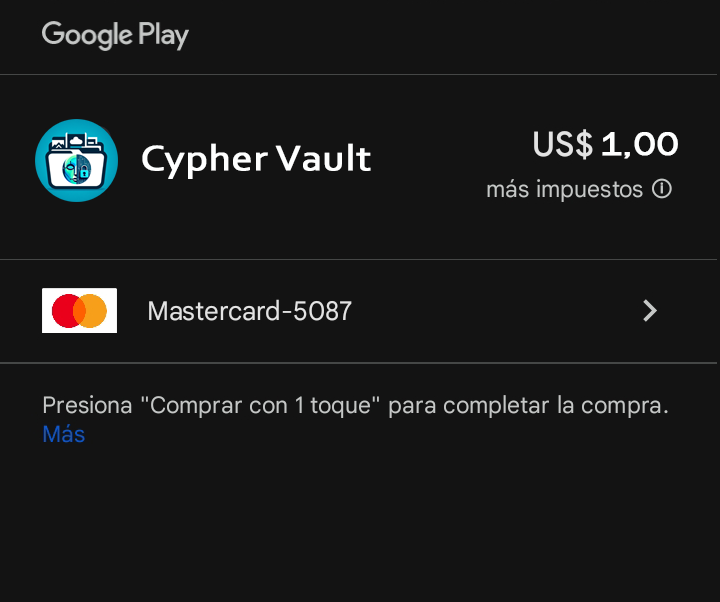 Google Play
Cypher Vault
US$ 1,00
más impuestos
Mastercard-5087
Presiona "Comprar con 1 toque" para completar la compra.
Más